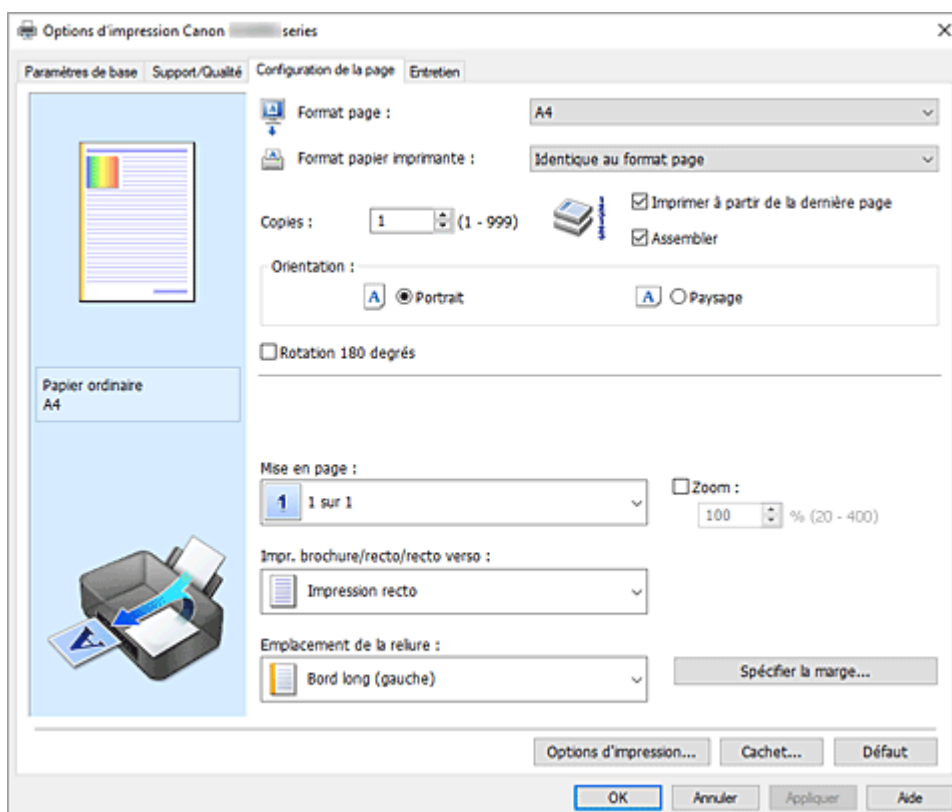 Options d'impression Canon series
Paramètres de base Support/Qualité Configuration de la page Entretien
Format page : A4
Format papier imprimante : Identique au format page
Copies : 1 (1 - 999)
Imprimer à partir de la dernière page
Assembler
Orientation :
A Portrait A Paysage
Rotation 180 degrés
Papier ordinaire
A4
Mise en page :
1 1 sur 1
Zoom :
100 % (20 - 400)
Impr. brochure/recto/recto verso :
Impression recto
Emplacement de la reliure :
Bord long (gauche) Spécifier la marge...
A
Options d'impression... Cachet... Défaut
OK Annuler Appliquer Aide